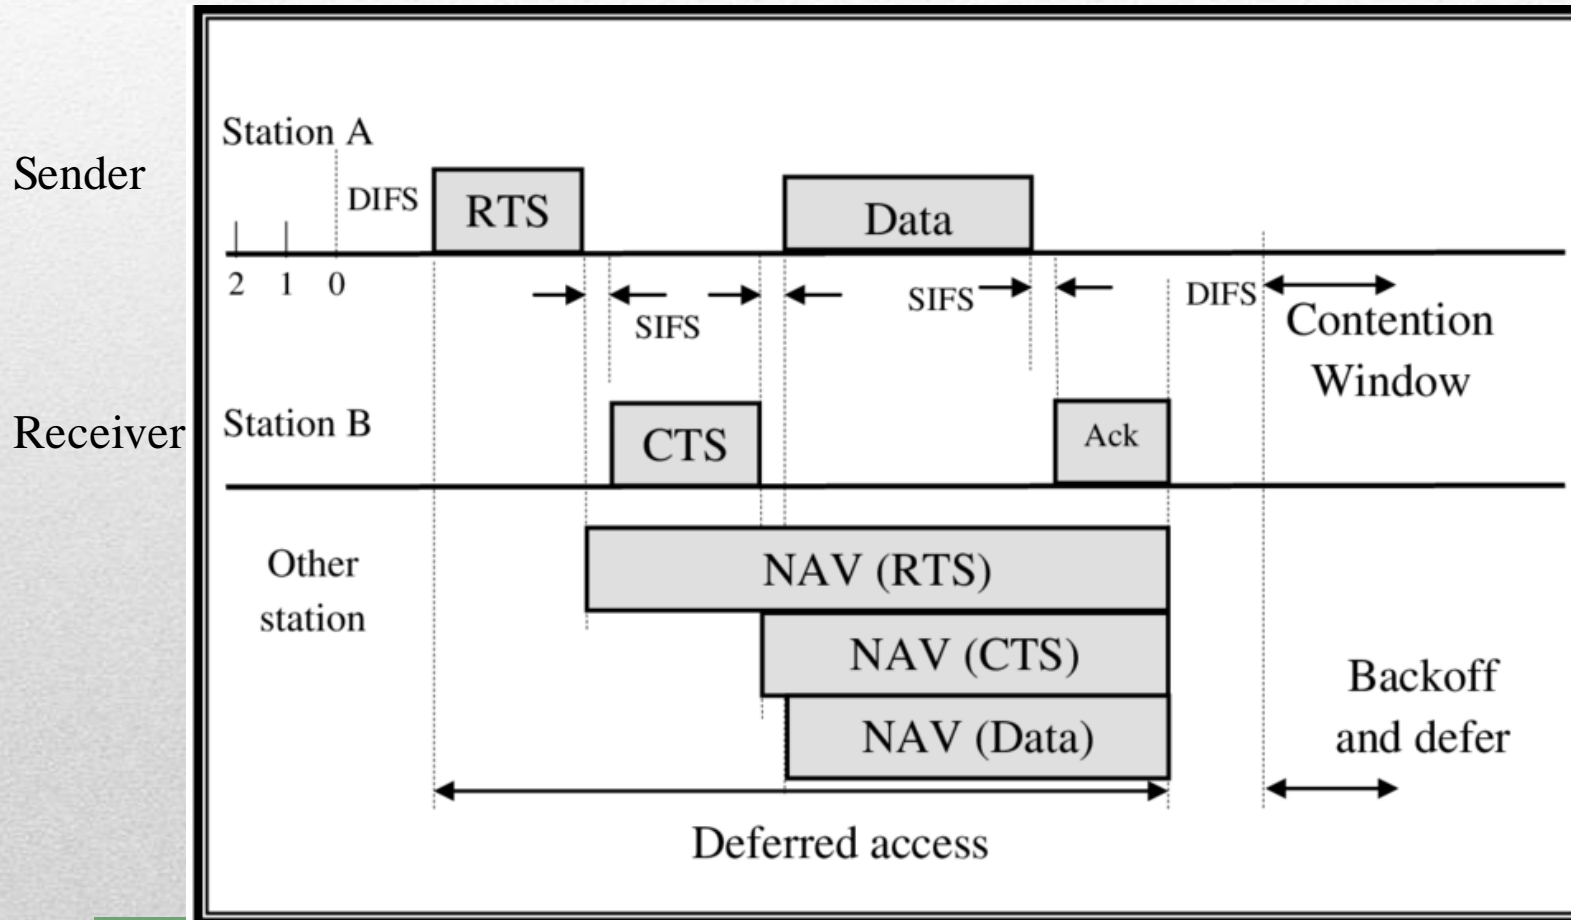 Station A
Sender
DIFS
RTS
Data
2 1 0
SIFS
SIFS
DIFS
Contention
Window
Receiver
Station B
CTS
Ack
Other
station
NAV (RTS)
NAV (CTS)
NAV (Data)
Backoff
and defer
Deferred access